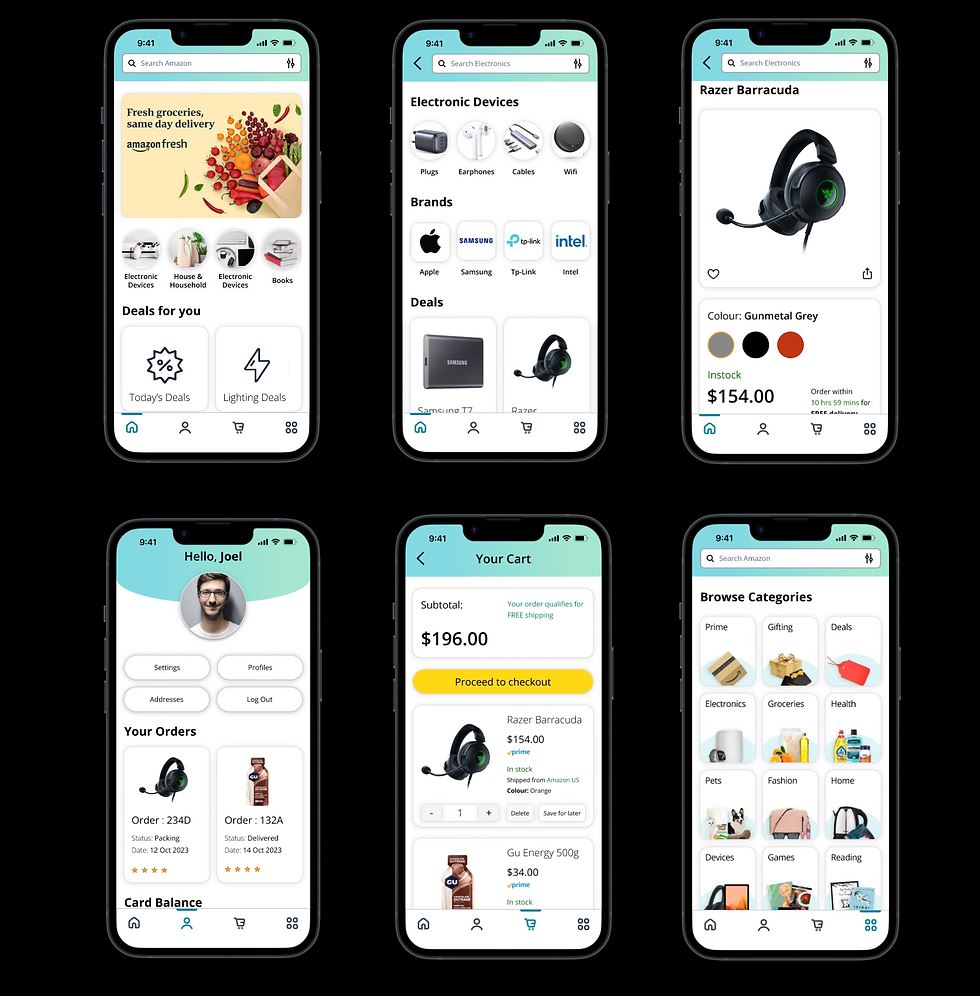 9:41
Search Amazon
Fresh groceries,
same day delivery
amazon fresh
Electronic Devices
House & Household
Electronic Devices
Books
Deals for you
Today's Deals
Lighting Deals
9:41
Search Electronics
Electronic Devices
Plugs
Earphones
Cables
Wifi
Brands
SAMSUNG
tp-link
intel.
Apple
Samsung
Tp-Link
Intel
Deals
SAMSUNG
Samsung T7
Razer
9:41
Search Electronics
Razer Barracuda
Colour: Gunmetal Grey
Instock
$154.00
Order within
10 hrs 59 mins for
FREE delivery
9:41
Hello, Joel
Settings
Profiles
Addresses
Log Out
Your Orders
GU
Order : 234D
Status: Packing
Date: 12 Oct 2023
Order : 132A
Status: Delivered
Date: 14 Oct 2023
Card Balance
9:41
Your Cart
Subtotal:
$196.00
Your order qualifies for
FREE shipping
Proceed to checkout
Razer Barracuda
$154.00
prime
In stock
Shipped from Amazon US
Colour: Orange
-
1
+
Delete
Save for later
GU
Gu Energy 500g
$34.00
prime
In stock
9:41
Search Amazon
Browse Categories
Prime
Gifting
Deals
Electronics
Groceries
Health
Pets
Fashion
Home
Devices
Games
Reading